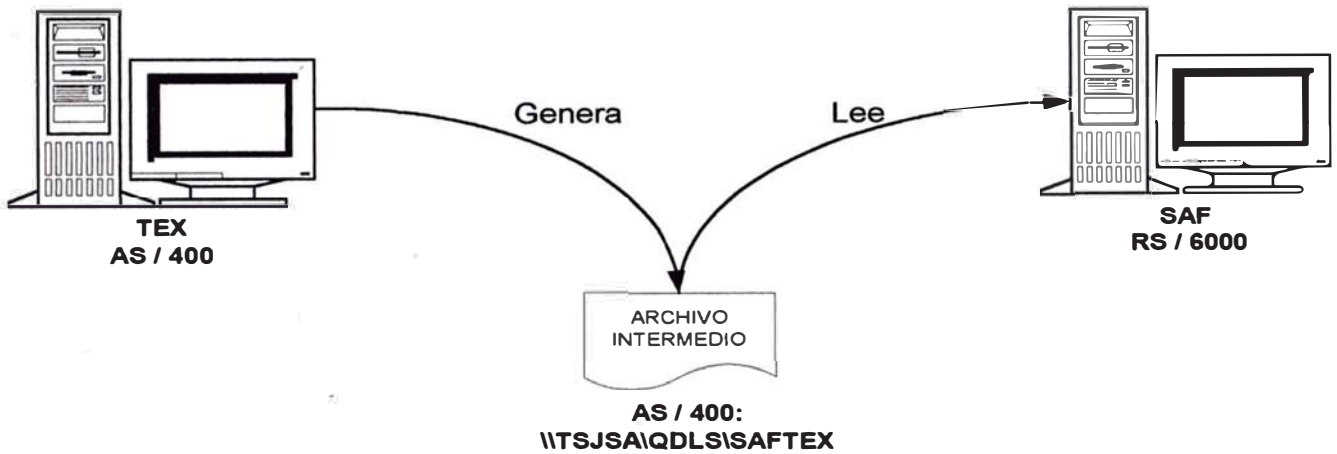 Genera
Lee
TEX
AS / 400
SAF
RS / 6000
ARCHIVO
INTERMEDIO
AS / 400:
\\TSJSA\QDLS\SAFTEX